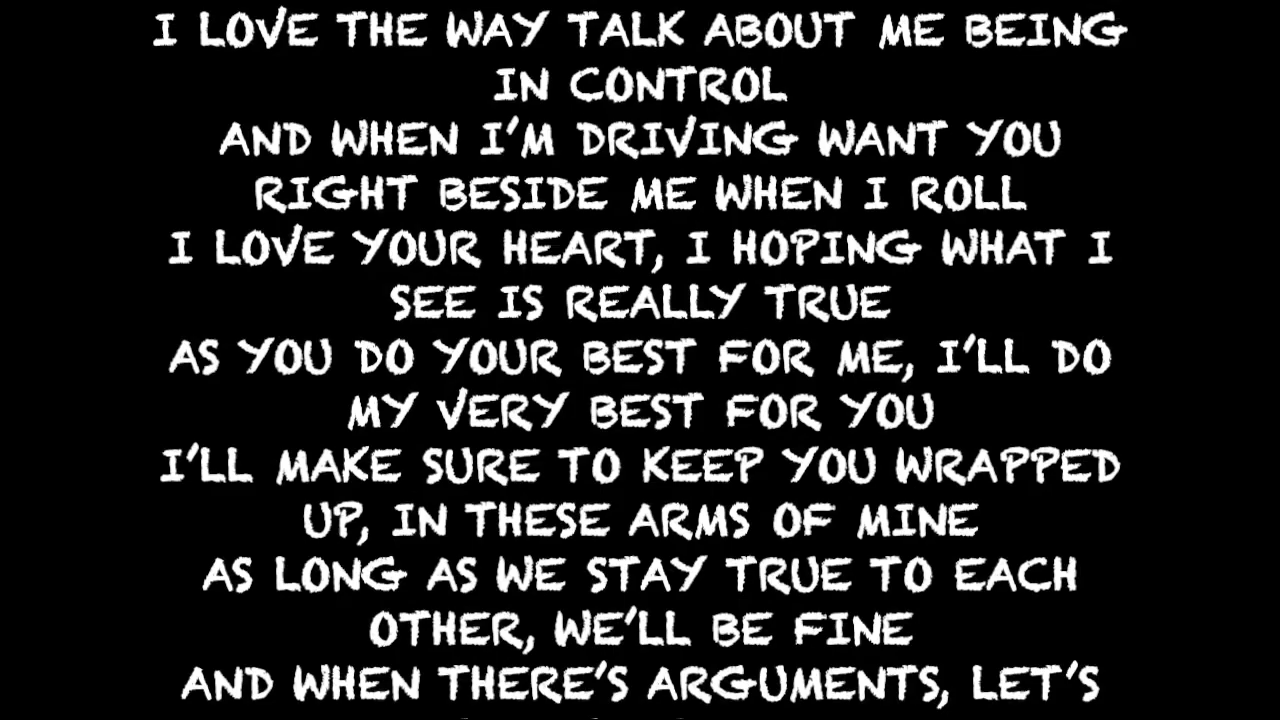 I LOVE THE WAY TALK ABOUT ME BEING
IN CONTROL
AND WHEN I'M DRIVING WANT YOU
RIGHT BESIDE ME WHEN I ROLL
I LOVE YOUR HEART, I HOPING WHAT I
SEE IS REALLY TRUE
AS YOU DO YOUR BEST FOR ME, I'LL DO
MY VERY BEST FOR YOU
I'LL MAKE SURE TO KEEP YOU WRAPPED
UP, IN THESE ARMS OF MINE
AS LONG AS WE STAY TRUE TO EACH
OTHER, WE'LL BE FINE
AND WHEN THERE'S ARGUMENTS, LET'S